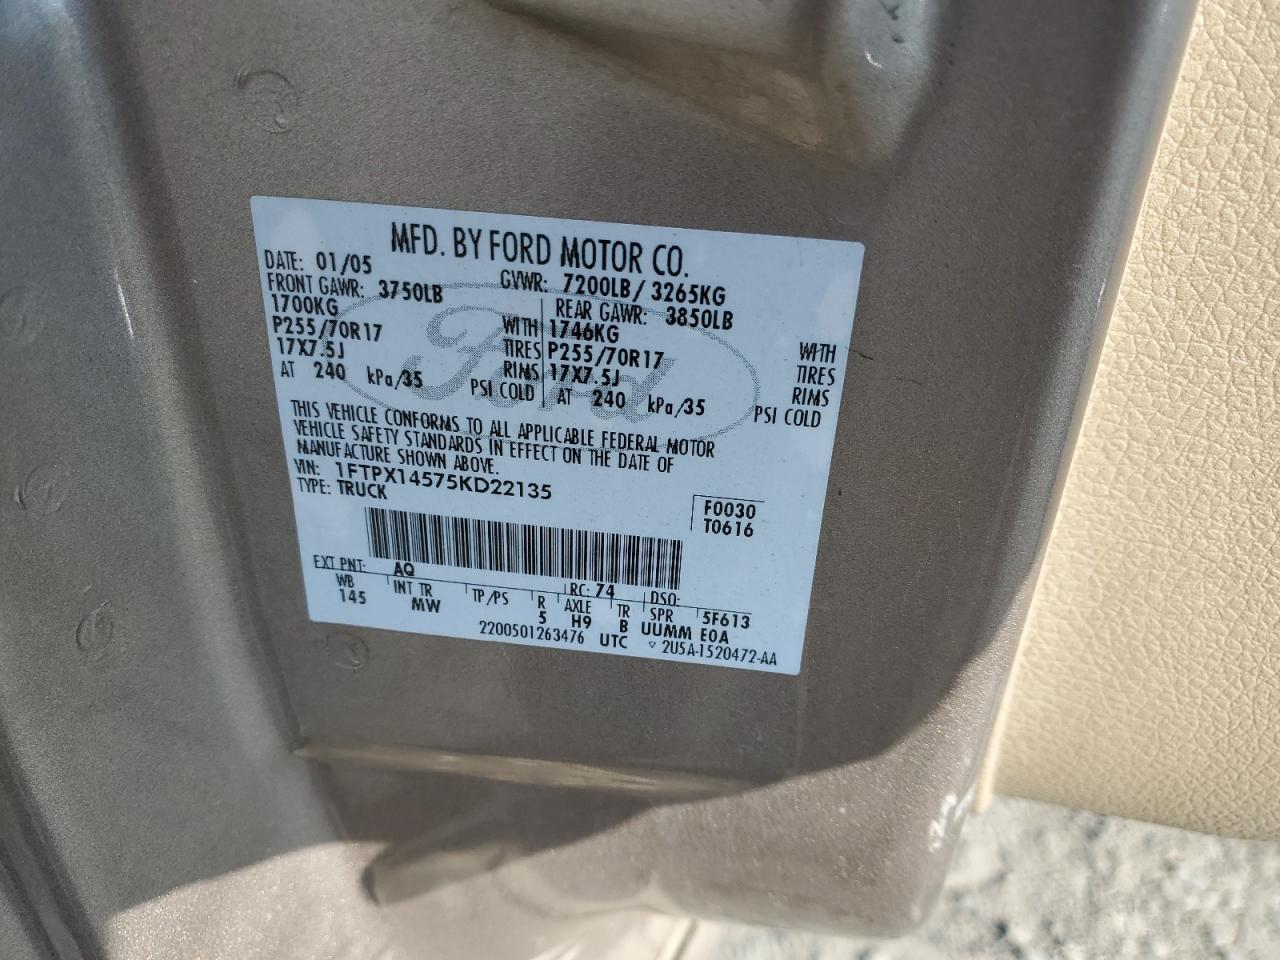 MFD. BY FORD MOTOR CO.
DATE: 01/05 GVWR: 7200LB/ 3265KG
FRONT GAWR: 3750LB REAR GAWR: 3850LB
1700KG WITH 1746KG WITH
P255/70R17 TIRES P255/70R17 TIRES
17X7.5J RIMS 17X7.5J RIMS
AT 240 kPa/35 PSI COLD AT 240 kPa/35 PSI COLD
Ford
THIS VEHICLE CONFORMS TO ALL APPLICABLE FEDERAL MOTOR
VEHICLE SAFETY STANDARDS IN EFFECT ON THE DATE OF
MANUFACTURE SHOWN ABOVE.
VIN: 1FTPX14575KD22135
TYPE: TRUCK
F0030
T0616
EXT PNT: AQ RC: 74 DSO:
WB INT TR TP/PS R AXLE TR SPR 5F613
145 MW 5 H9 B UUMM E0A
2200501263476 UTC ▽ 2U5A-1520472-AA